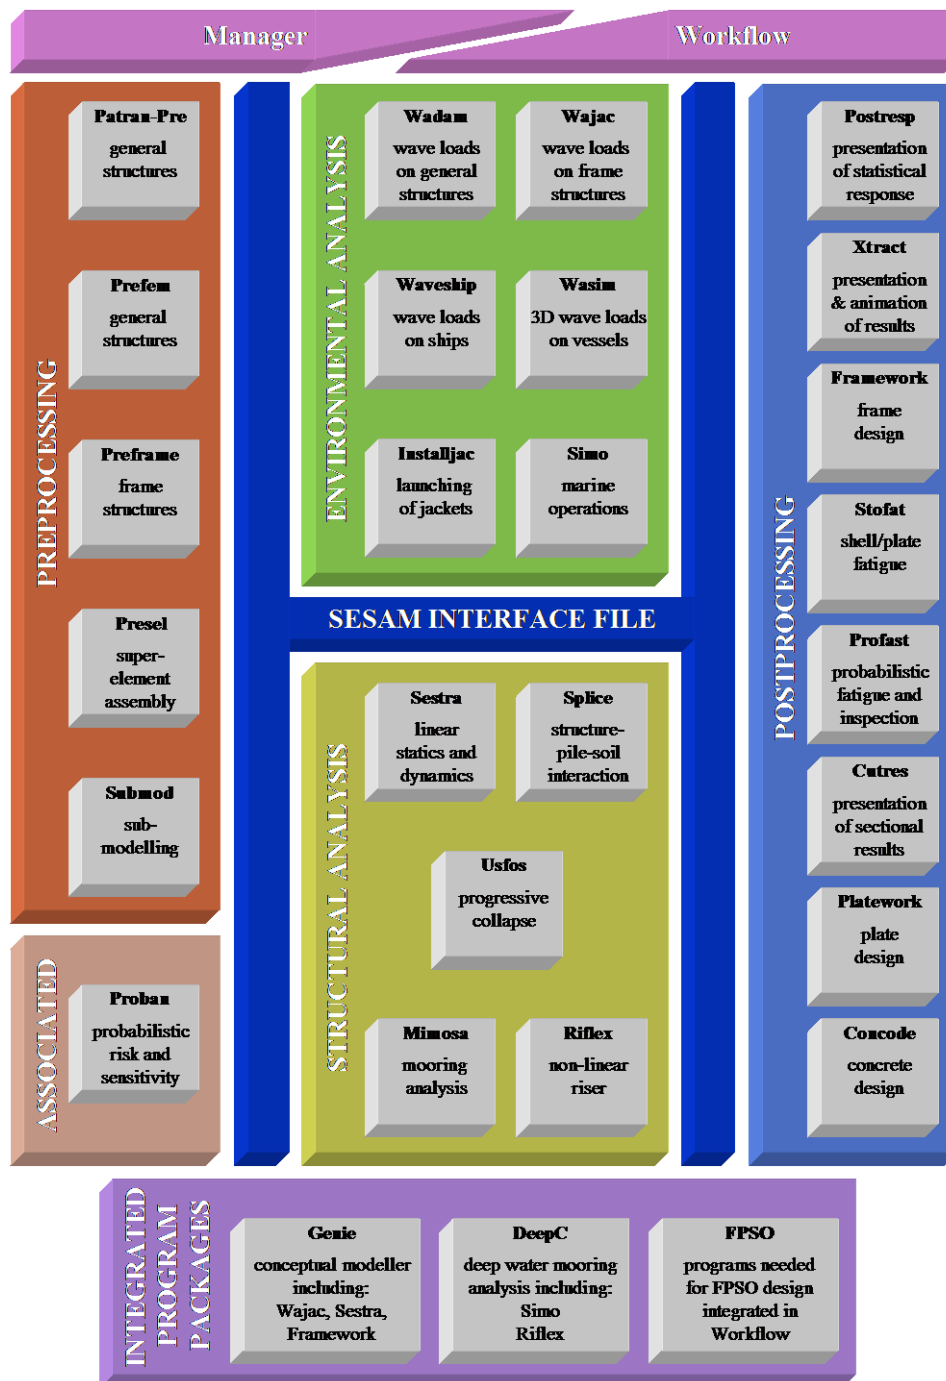 Manager
Workflow
PREPROCESSING
Patran-Pre
general
structures
Prefem
general
structures
Preframe
frame
structures
Presel
super-
element
assembly
Submod
sub-
modelling
ASSOCIATED
Proban
probabilistic
risk and
sensitivity
ENVIRONMENTAL ANALYSIS
Wadam
wave loads
on general
structures
Wajac
wave loads
on frame
structures
Waveship
wave loads
on ships
Wasim
3D wave loads
on vessels
Installjac
launching
of jackets
Simo
marine
operations
SESAM INTERFACE FILE
STRUCTURAL ANALYSIS
Sestra
linear
statics and
dynamics
Splice
structure-
pile-soil
interaction
Usfos
progressive
collapse
Mimosa
mooring
analysis
Riflex
non-linear
riser
POSTPROCESSING
Postresp
presentation
of statistical
response
Xtract
presentation
& animation
of results
Framework
frame
design
Stofat
shell/plate
fatigue
Profast
probabilistic
fatigue and
inspection
Cutres
presentation
of sectional
results
Platework
plate
design
Concode
concrete
design
INTEGRATED
PROGRAM
PACKAGES
Genie
conceptual modeller
including:
Wajac, Sestra,
Framework
DeepC
deep water mooring
analysis including:
Simo
Riflex
FPSO
programs needed
for FPSO design
integrated in
Workflow